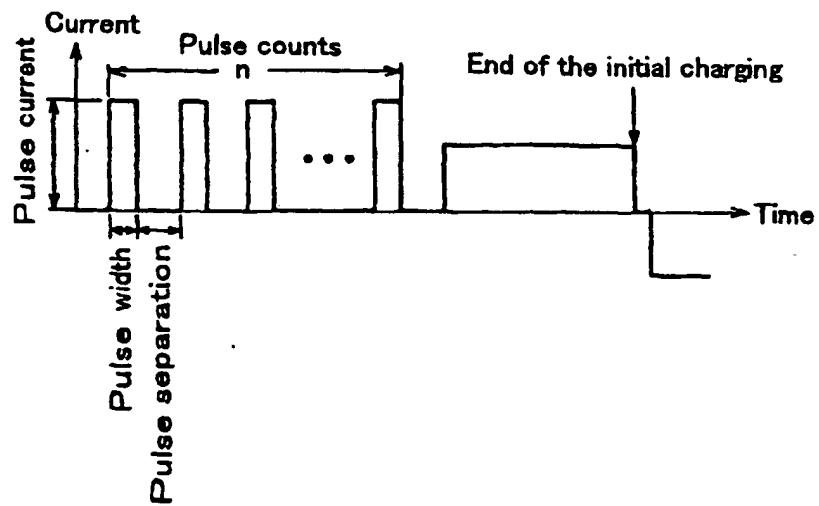 Current
Pulse counts
n
End of the initial charging
Pulse current
Time
Pulse width
Pulse separation